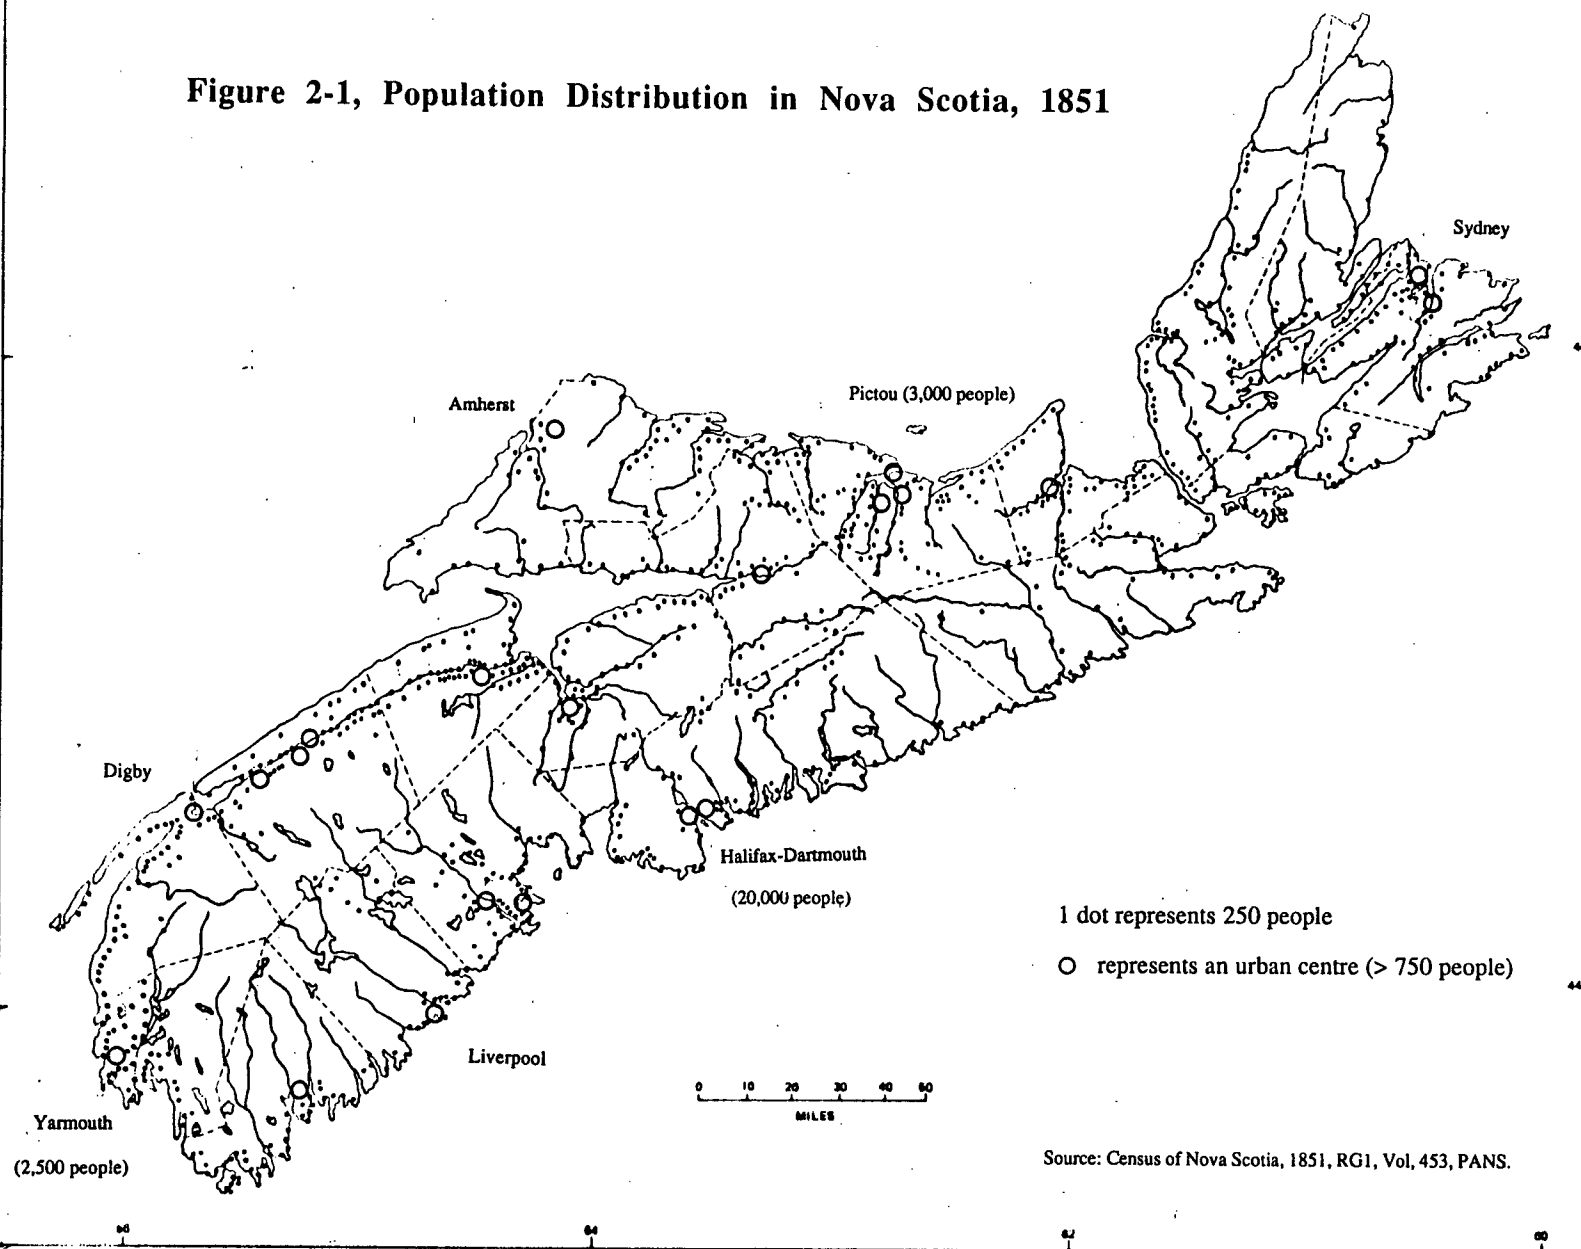 Figure 2-1, Population Distribution in Nova Scotia, 1851
Sydney
Amherst
Pictou (3,000 people)
Digby
Halifax-Dartmouth
(20,000 people)
1 dot represents 250 people
represents an urban centre (> 750 people)
44
Liverpool
0 10 20 30 40 50
MILES
Yarmouth
(2,500 people)
Source: Census of Nova Scotia, 1851, RG1, Vol, 453, PANS.
64
62
60